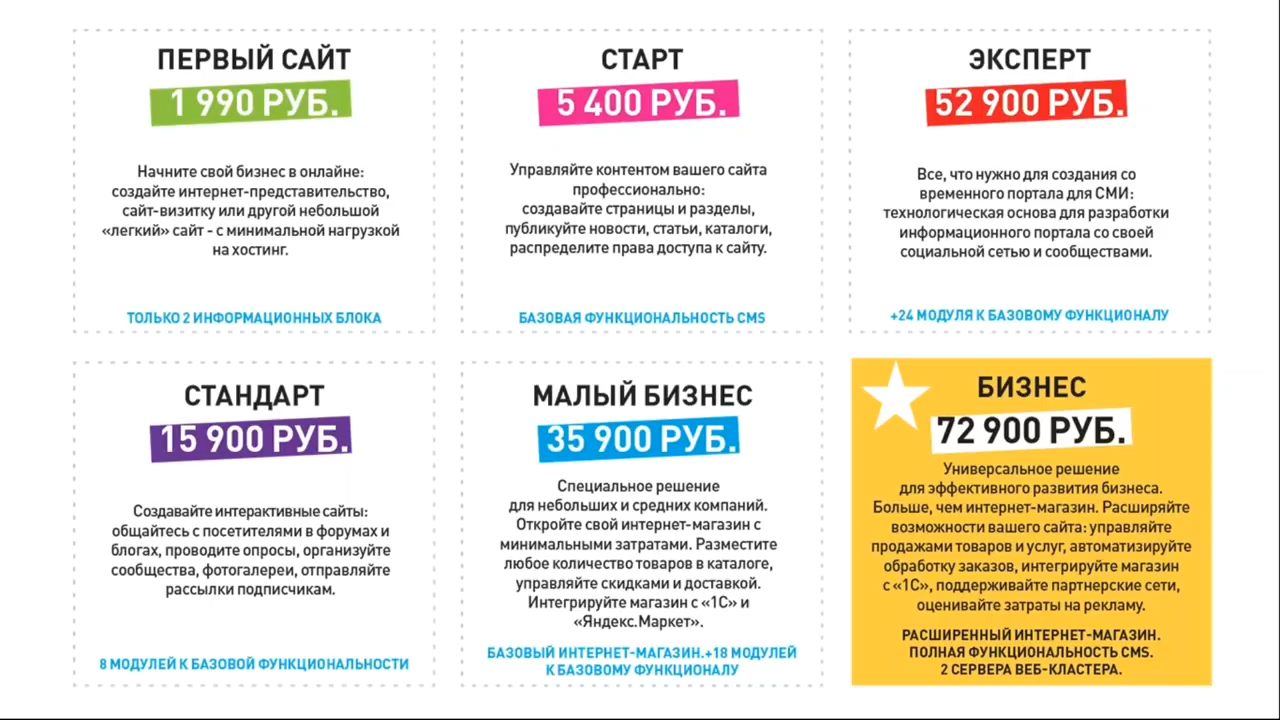 ПЕРВЫЙ САЙТ
1 990 РУБ.
Начните свой бизнес в онлайне:
создайте интернет-представительство,
сайт-визитку или другой небольшой
«легкий» сайт - с минимальной нагрузкой
на хостинг.
ТОЛЬКО 2 ИНФОРМАЦИОННЫХ БЛОКА
СТАРТ
5 400 РУБ.
Управляйте контентом вашего сайта
профессионально:
создавайте страницы и разделы,
публикуйте новости, статьи, каталоги,
распределите права доступа к сайту.
БАЗОВАЯ ФУНКЦИОНАЛЬНОСТЬ CMS
ЭКСПЕРТ
52 900 РУБ.
Все, что нужно для создания со
временного портала для СМИ:
технологическая основа для разработки
информационного портала со своей
социальной сетью и сообществами.
+24 МОДУЛЯ К БАЗОВОМУ ФУНКЦИОНАЛУ
СТАНДАРТ
15 900 РУБ.
Создавайте интерактивные сайты:
общайтесь с посетителями в форумах и
блогах, проводите опросы, организуйте
сообщества, фотогалереи, отправляйте
рассылки подписчикам.
8 МОДУЛЕЙ К БАЗОВОЙ ФУНКЦИОНАЛЬНОСТИ
МАЛЫЙ БИЗНЕС
35 900 РУБ.
Специальное решение
для небольших и средних компаний.
Откройте свой интернет-магазин с
минимальными затратами. Разместите
любое количество товаров в каталоге,
управляйте скидками и доставкой.
Интегрируйте магазин с «1С» и
«Яндекс.Маркет».
БАЗОВЫЙ ИНТЕРНЕТ-МАГАЗИН.+18 МОДУЛЕЙ
К БАЗОВОМУ ФУНКЦИОНАЛУ
БИЗНЕС
72 900 РУБ.
Универсальное решение
для эффективного развития бизнеса.
Больше, чем интернет-магазин. Расширяйте
возможности вашего сайта: управляйте
продажами товаров и услуг, автоматизируйте
обработку заказов, интегрируйте магазин
с «1С», поддерживайте партнерские сети,
оценивайте затраты на рекламу.
РАСШИРЕННЫЙ ИНТЕРНЕТ-МАГАЗИН.
ПОЛНАЯ ФУНКЦИОНАЛЬНОСТЬ CMS.
2 СЕРВЕРА ВЕБ-КЛАСТЕРА.